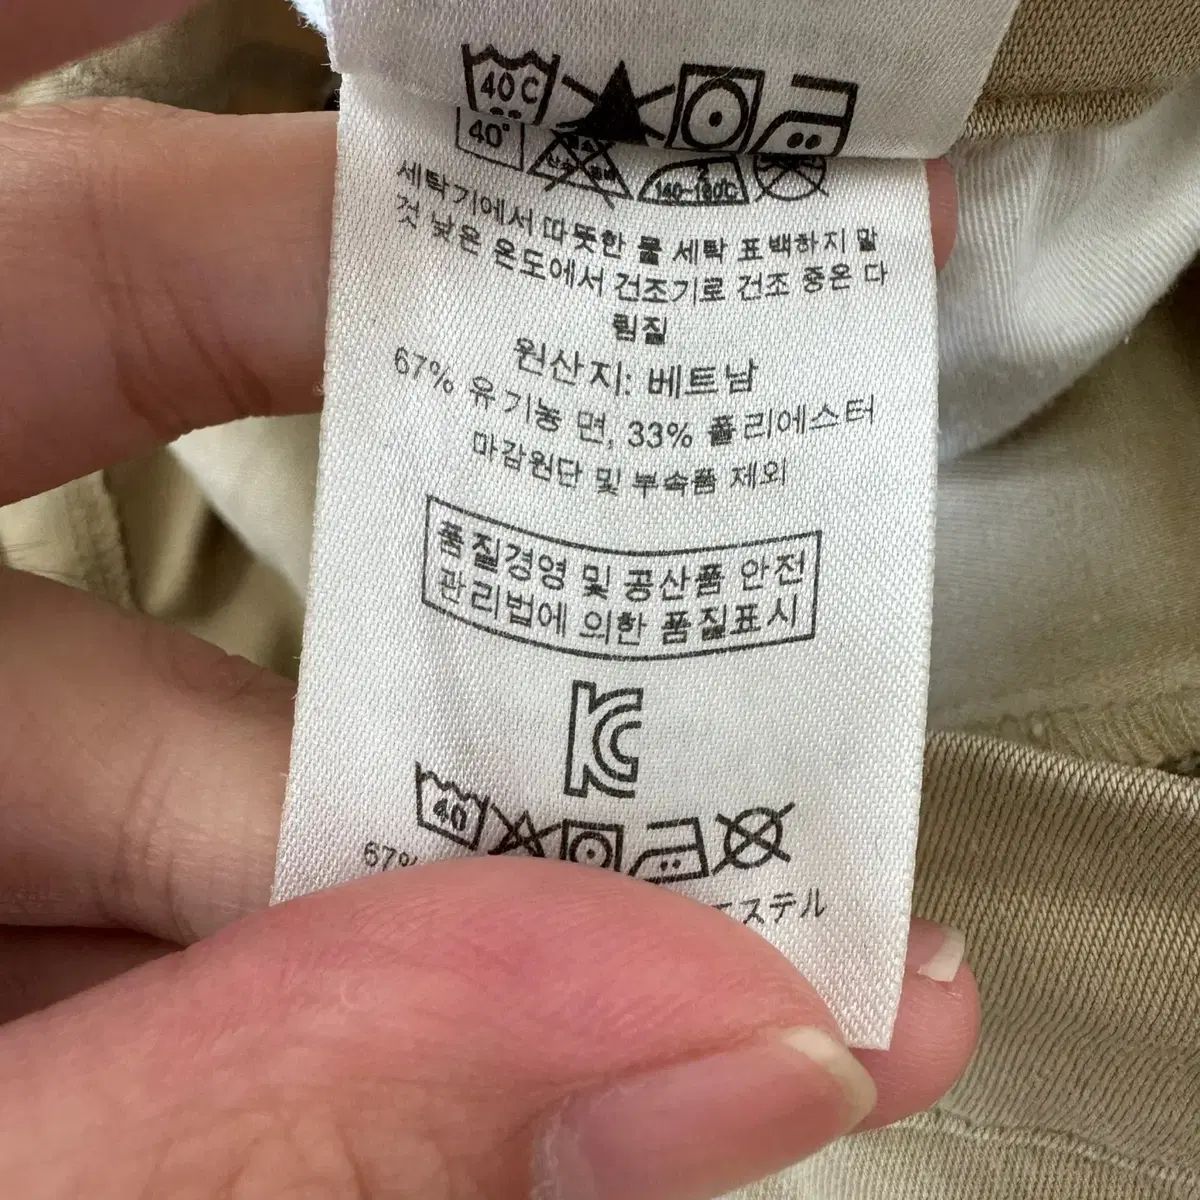 40C
40°
140~160℃
세탁기에서 따뜻한 물 세탁 표백하지 말
것 낮은 온도에서 건조기로 건조 중온 다
림질
원산지: 베트남
67% 유기농 면, 33% 폴리에스터
마감원단 및 부속품 제외
품질경영 및 공산품 안전
관리법에 의한 품질표시
KC
40
67%
エステル